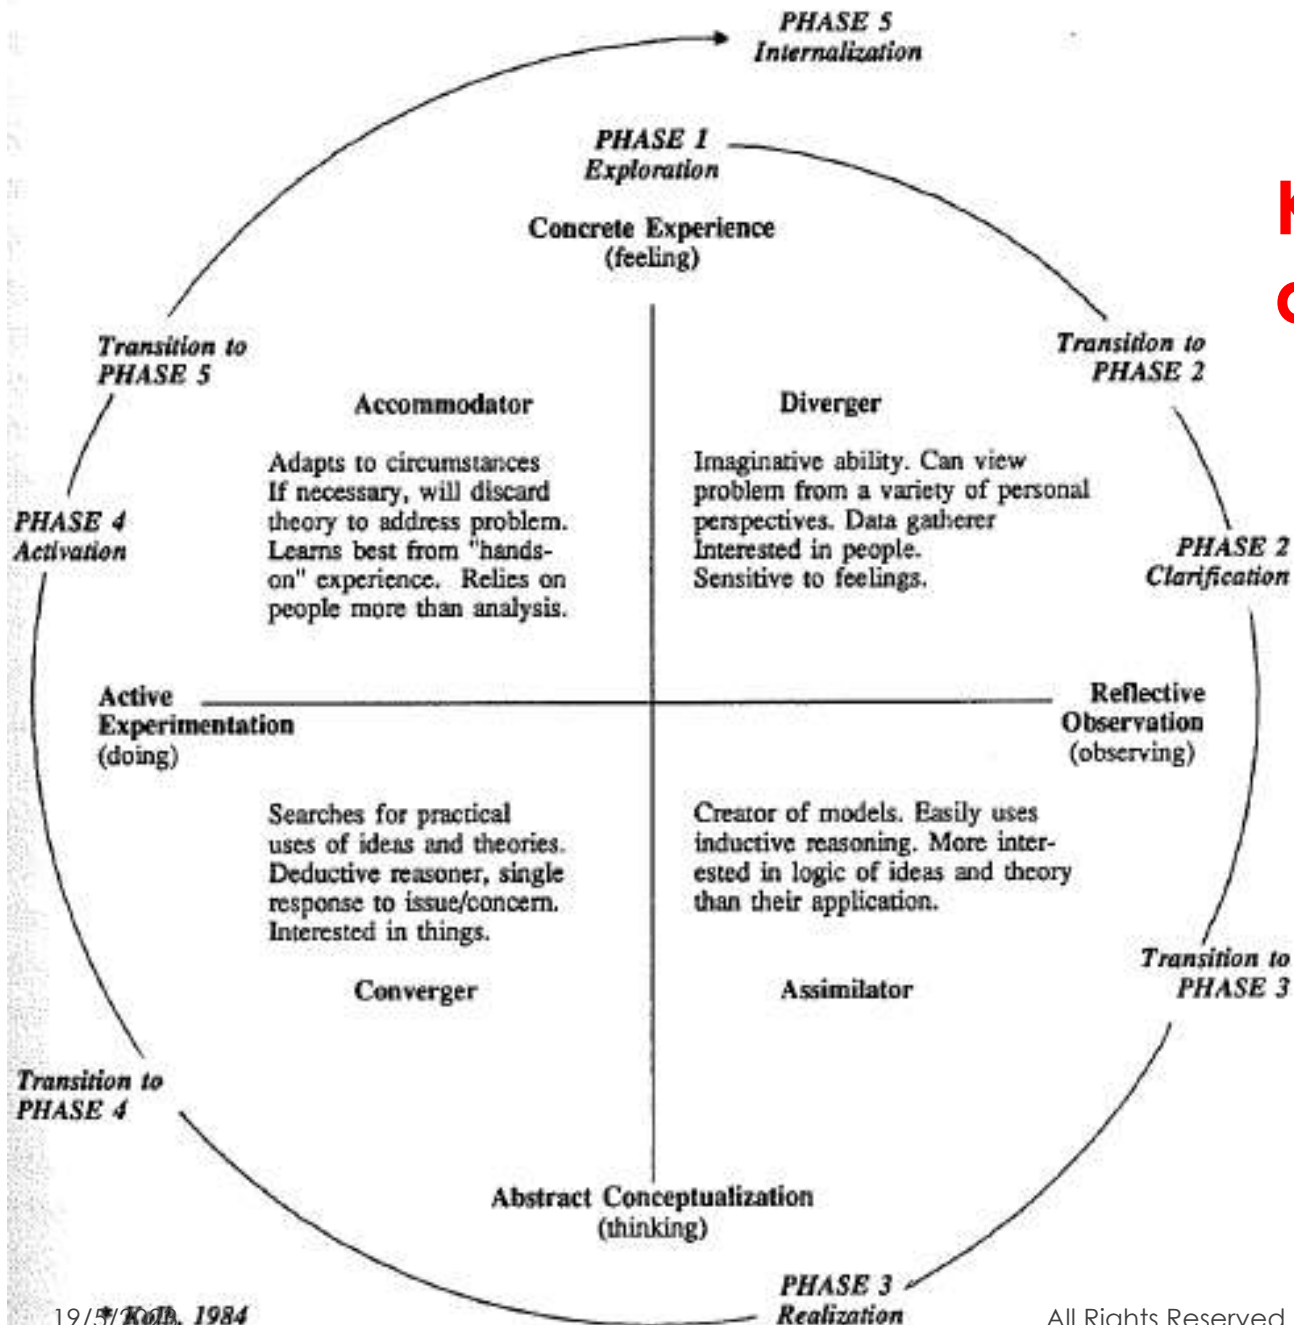 PHASE 5
Internalization
PHASE 1
Exploration
Concrete Experience
(feeling)
Transition to
PHASE 5
Transition to
PHASE 2
Accommodator
Adapts to circumstances
If necessary, will discard
theory to address problem.
Learns best from "hands-
on" experience. Relies on
people more than analysis.
Diverger
Imaginative ability. Can view
problem from a variety of personal
perspectives. Data gatherer
Interested in people.
Sensitive to feelings.
PHASE 4
Activation
PHASE 2
Clarification
Active
Experimentation
(doing)
Reflective
Observation
(observing)
Searches for practical
uses of ideas and theories.
Deductive reasoner, single
response to issue/concern.
Interested in things.
Converger
Creator of models. Easily uses
inductive reasoning. More inter-
ested in logic of ideas and theory
than their application.
Assimilator
Transition to
PHASE 3
Transition to
PHASE 4
Abstract Conceptualization
(thinking)
PHASE 3
Realization
* Kolb, 1984
All Rights Reserved